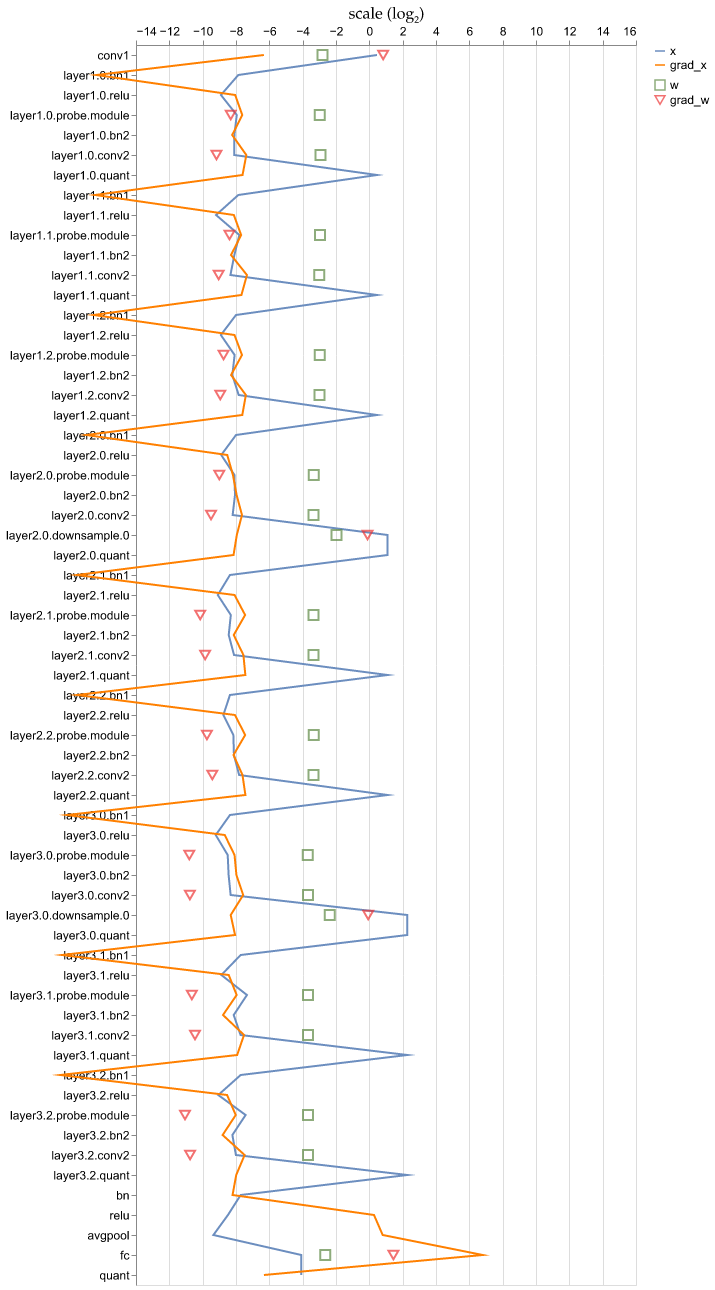 scale (log₂)
−14 −12 −10 −8 −6 −4 −2 0 2 4 6 8 10 12 14 16
x
grad_x
w
grad_w
conv1
layer1.0.bn1
layer1.0.relu
layer1.0.probe.module
layer1.0.bn2
layer1.0.conv2
layer1.0.quant
layer1.1.bn1
layer1.1.relu
layer1.1.probe.module
layer1.1.bn2
layer1.1.conv2
layer1.1.quant
layer1.2.bn1
layer1.2.relu
layer1.2.probe.module
layer1.2.bn2
layer1.2.conv2
layer1.2.quant
layer2.0.bn1
layer2.0.relu
layer2.0.probe.module
layer2.0.bn2
layer2.0.conv2
layer2.0.downsample.0
layer2.0.quant
layer2.1.bn1
layer2.1.relu
layer2.1.probe.module
layer2.1.bn2
layer2.1.conv2
layer2.1.quant
layer2.2.bn1
layer2.2.relu
layer2.2.probe.module
layer2.2.bn2
layer2.2.conv2
layer2.2.quant
layer3.0.bn1
layer3.0.relu
layer3.0.probe.module
layer3.0.bn2
layer3.0.conv2
layer3.0.downsample.0
layer3.0.quant
layer3.1.bn1
layer3.1.relu
layer3.1.probe.module
layer3.1.bn2
layer3.1.conv2
layer3.1.quant
layer3.2.bn1
layer3.2.relu
layer3.2.probe.module
layer3.2.bn2
layer3.2.conv2
layer3.2.quant
bn
relu
avgpool
fc
quant